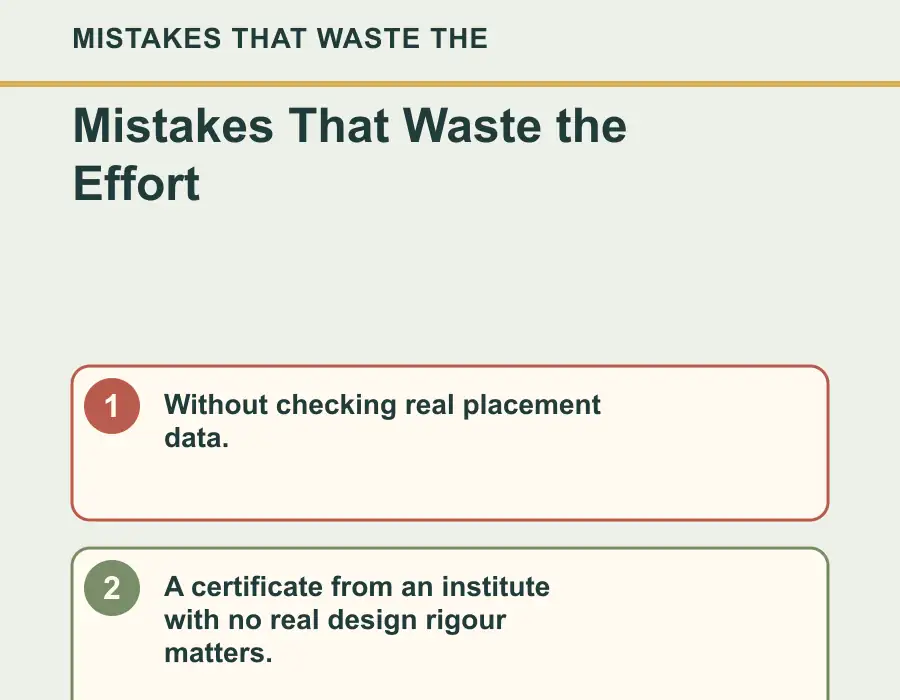 MISTAKES THAT WASTE THE
Mistakes That Waste the
Effort
1
Without checking real placement
data.
2
A certificate from an institute
with no real design rigour
matters.